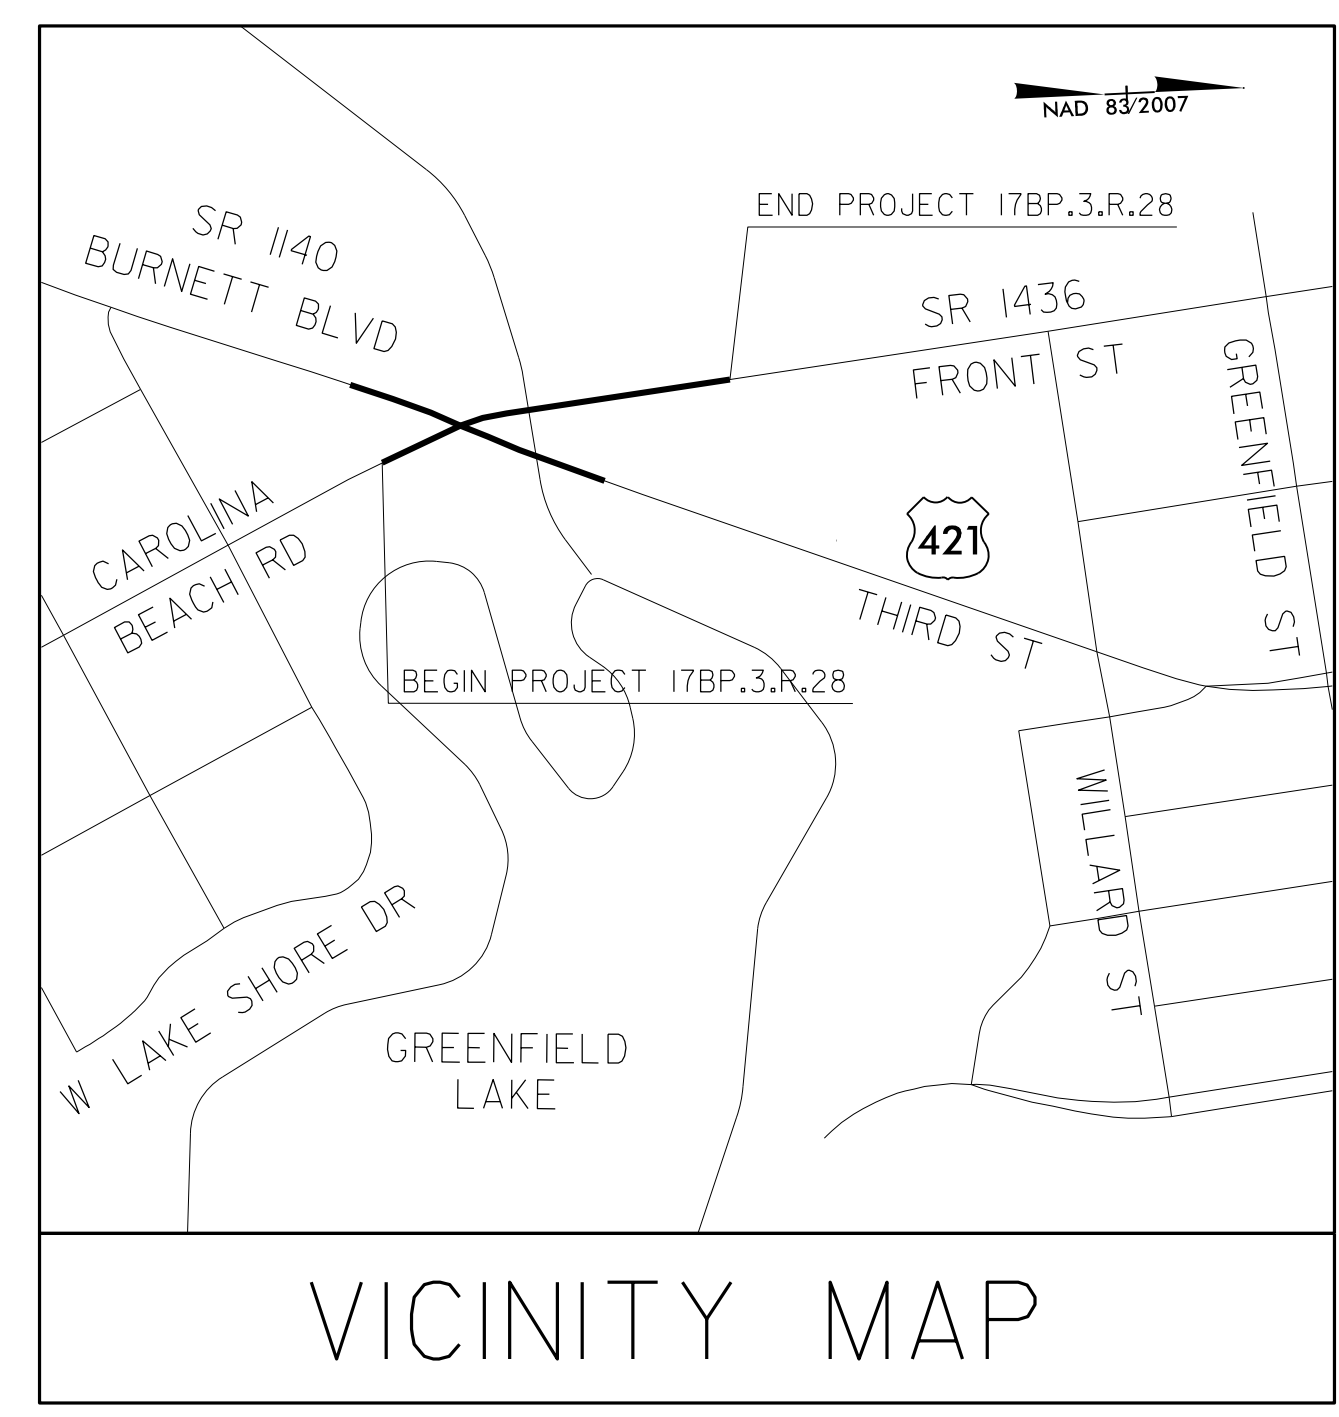 NAD 83/2007
END PROJECT 17BP.3.R.28
SR 1140
BURNETT BLVD
SR 1436
FRONT ST
GREENFIELD ST
CAROLINA
BEACH RD
421
THIRD ST
BEGIN PROJECT 17BP.3.R.28
WILLARD ST
W LAKE SHORE DR
GREENFIELD
LAKE
VICINITY MAP